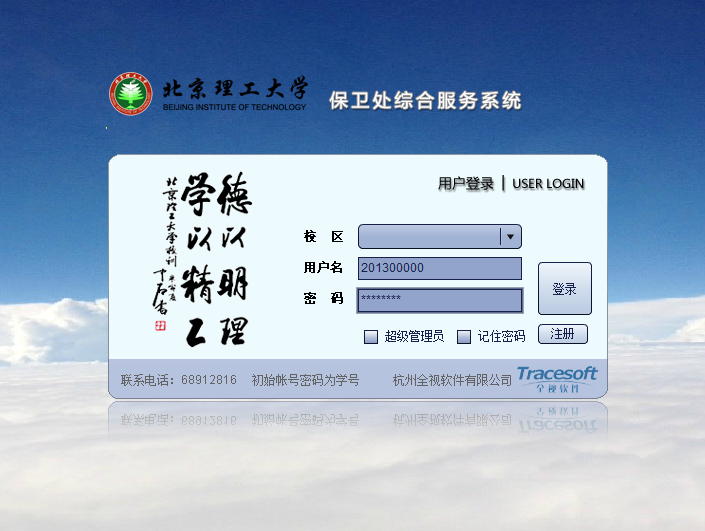 北京理工大学
BEIJING INSTITUTE OF TECHNOLOGY
保卫处综合服务系统
用户登录 | USER LOGIN
德以明理
学以精工
北京理工大学校训
校 区
用户名 201300000
密 码 ********
登录
超级管理员 记住密码 注册
联系电话：68912816 初始帐号密码为学号 杭州全视软件有限公司 Tracesoft
全视软件